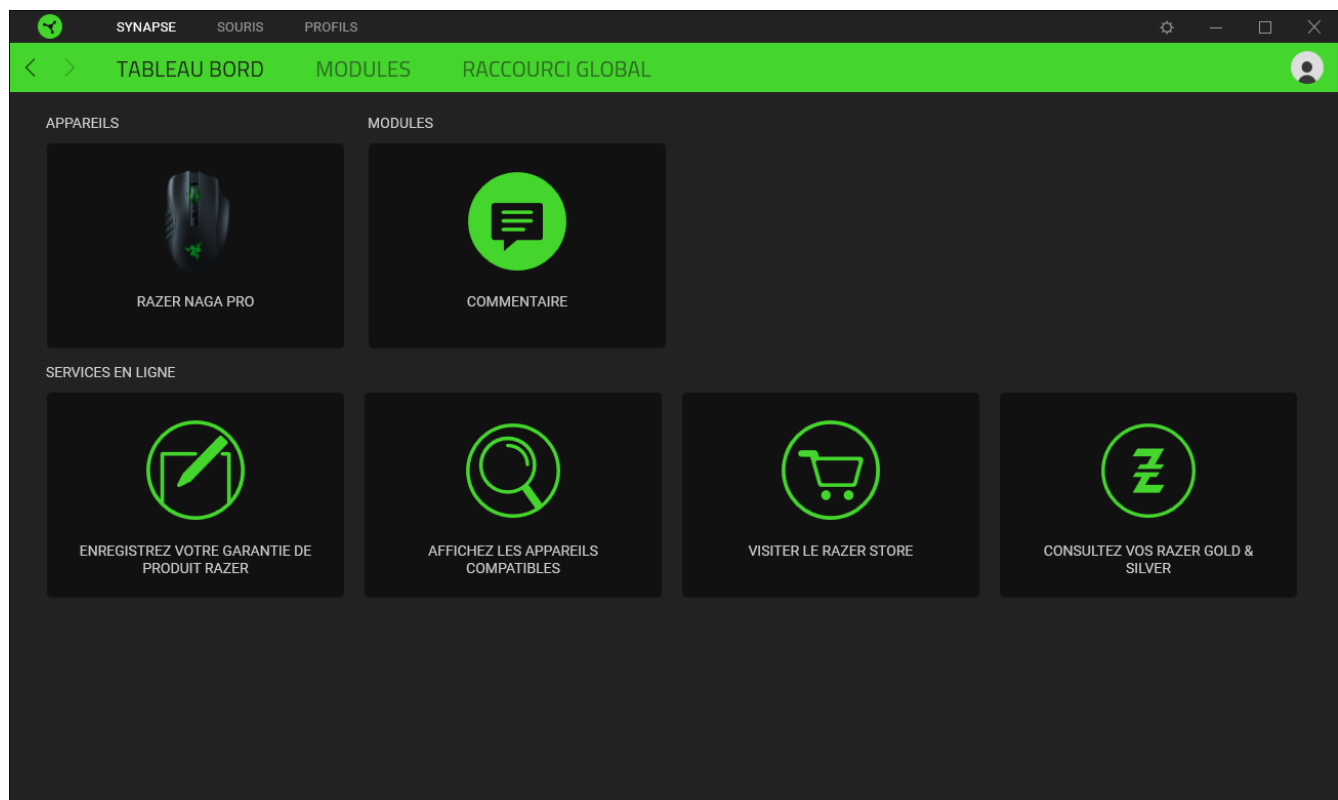 SYNAPSE SOURIS PROFILS
TABLEAU BORD MODULES RACCOURCI GLOBAL
APPAREILS MODULES
RAZER NAGA PRO COMMENTAIRE
SERVICES EN LIGNE
ENREGISTREZ VOTRE GARANTIE DE
PRODUIT RAZER
AFFICHEZ LES APPAREILS
COMPATIBLES
VISITER LE RAZER STORE
CONSULTEZ VOS RAZER GOLD &
SILVER